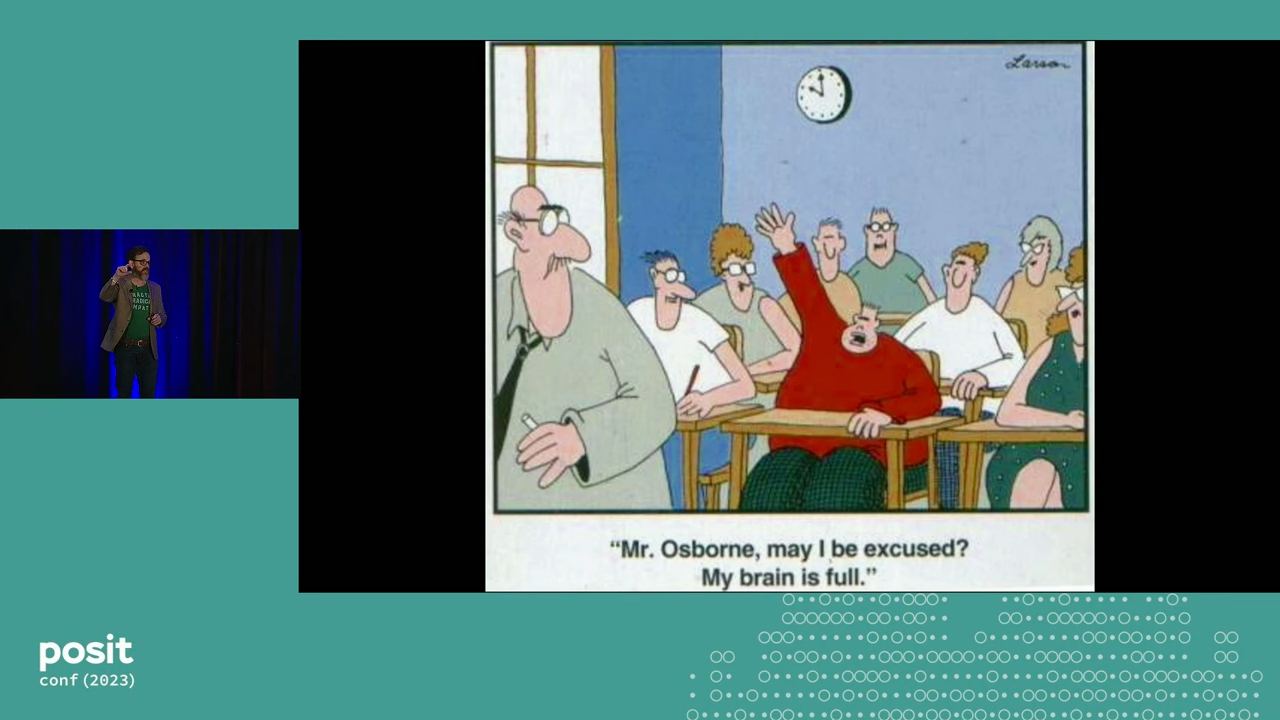 Larson
“Mr. Osborne, may I be excused?
My brain is full.”
posit
conf(2023)